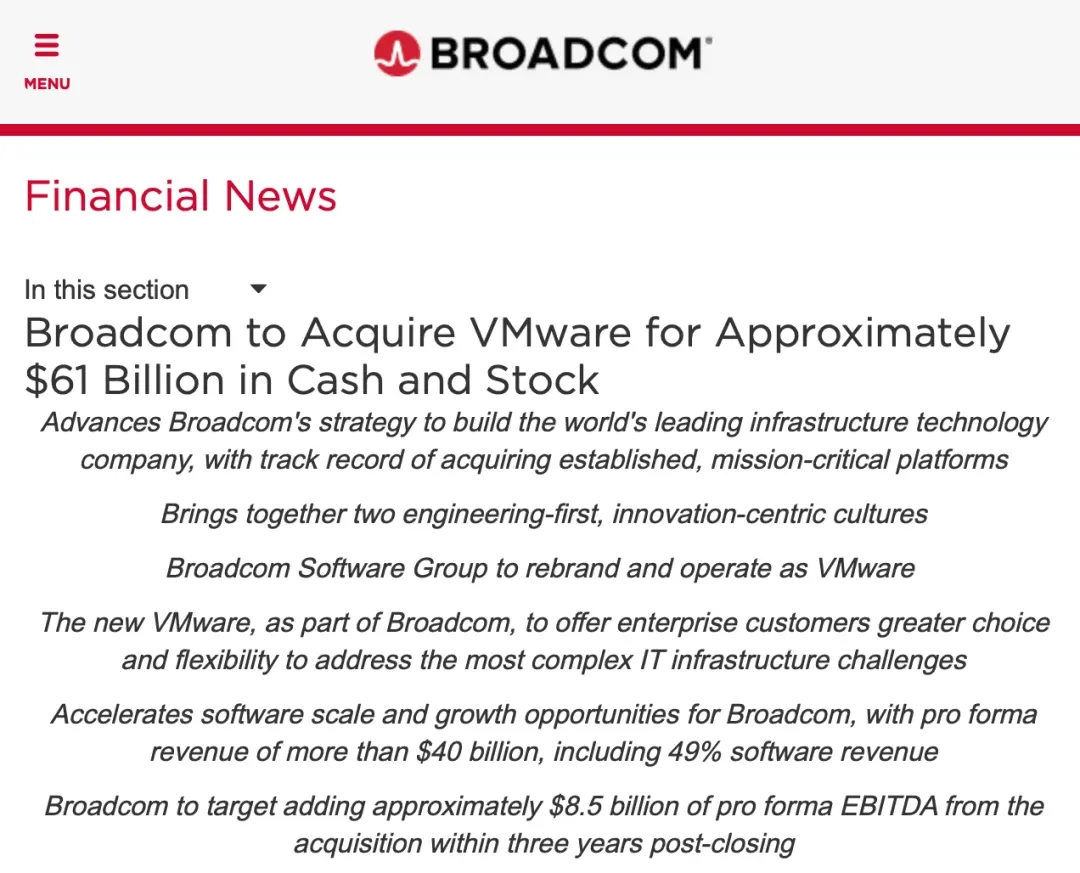 MENU
BROADCOM®
Financial News
In this section
Broadcom to Acquire VMware for Approximately
$61 Billion in Cash and Stock
Advances Broadcom's strategy to build the world's leading infrastructure technology
company, with track record of acquiring established, mission-critical platforms
Brings together two engineering-first, innovation-centric cultures
Broadcom Software Group to rebrand and operate as VMware
The new VMware, as part of Broadcom, to offer enterprise customers greater choice
and flexibility to address the most complex IT infrastructure challenges
Accelerates software scale and growth opportunities for Broadcom, with pro forma
revenue of more than $40 billion, including 49% software revenue
Broadcom to target adding approximately $8.5 billion of pro forma EBITDA from the
acquisition within three years post-closing